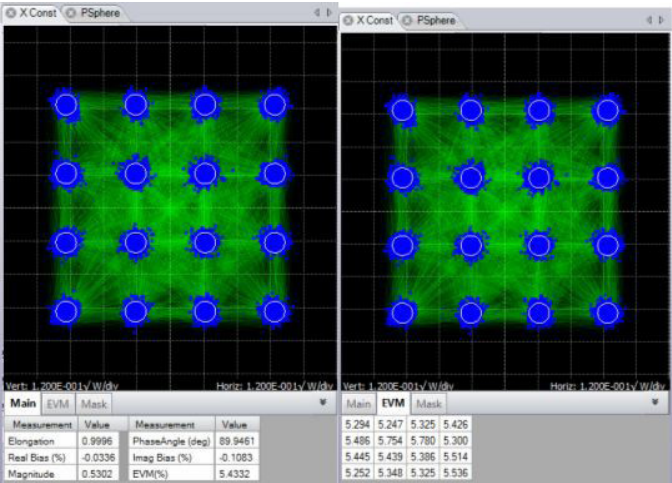 X Const PSphere
Vert: 1.200E-001√W/div Horiz: 1.200E-001√W/div
Main EVM Mask
Measurement Value Measurement Value
Elongation 0.9996 PhaseAngle (deg) 89.9461
Real Bias (%) -0.0336 Imag Bias (%) -0.1083
Magnitude 0.5302 EVM(%) 5.4332
X Const PSphere
Vert: 1.200E-001√W/div Horiz: 1.200E-001√W/div
Main EVM Mask
5.294 5.247 5.325 5.426
5.486 5.754 5.780 5.300
5.445 5.439 5.386 5.514
5.252 5.348 5.325 5.536